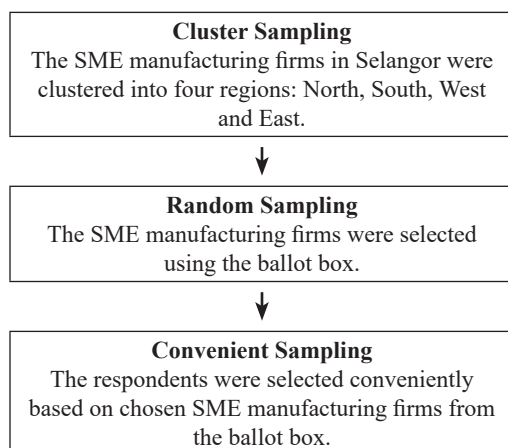 Cluster Sampling
The SME manufacturing firms in Selangor were
clustered into four regions: North, South, West
and East.
Random Sampling
The SME manufacturing firms were selected
using the ballot box.
Convenient Sampling
The respondents were selected conveniently
based on chosen SME manufacturing firms from
the ballot box.